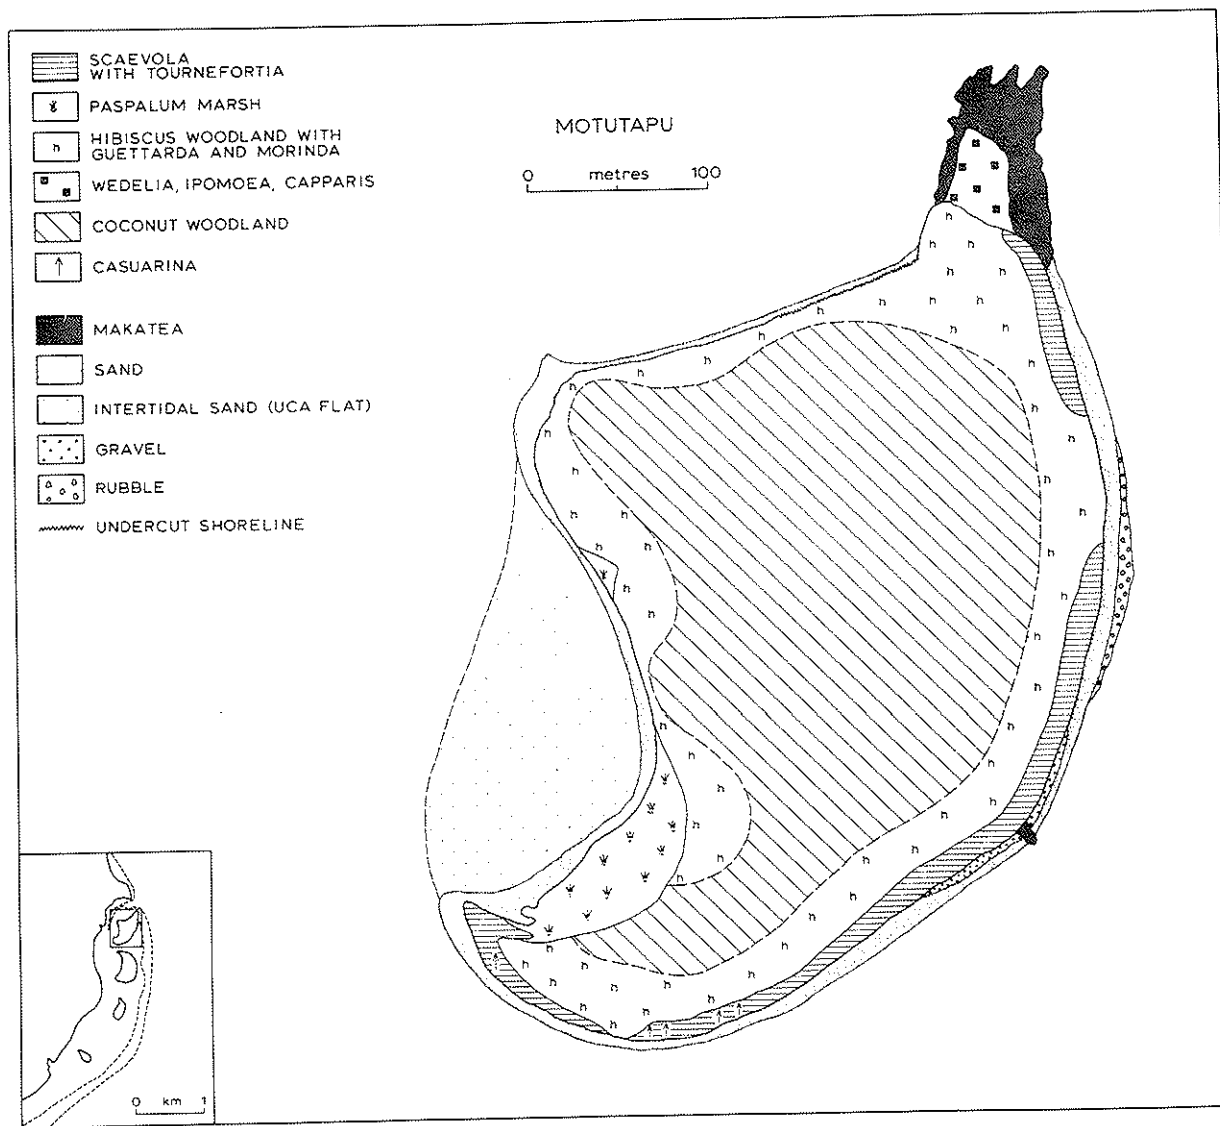 SCAEVOLA
WITH TOURNEFORTIA
PASPALUM MARSH
HIBISCUS WOODLAND WITH
GUETTARDA AND MORINDA
WEDELIA, IPOMOEA, CAPPARIS
COCONUT WOODLAND
CASUARINA
MAKATEA
SAND
INTERTIDAL SAND (UCA FLAT)
GRAVEL
RUBBLE
UNDERCUT SHORELINE
MOTUTAPU
0 metres 100
0 km 1